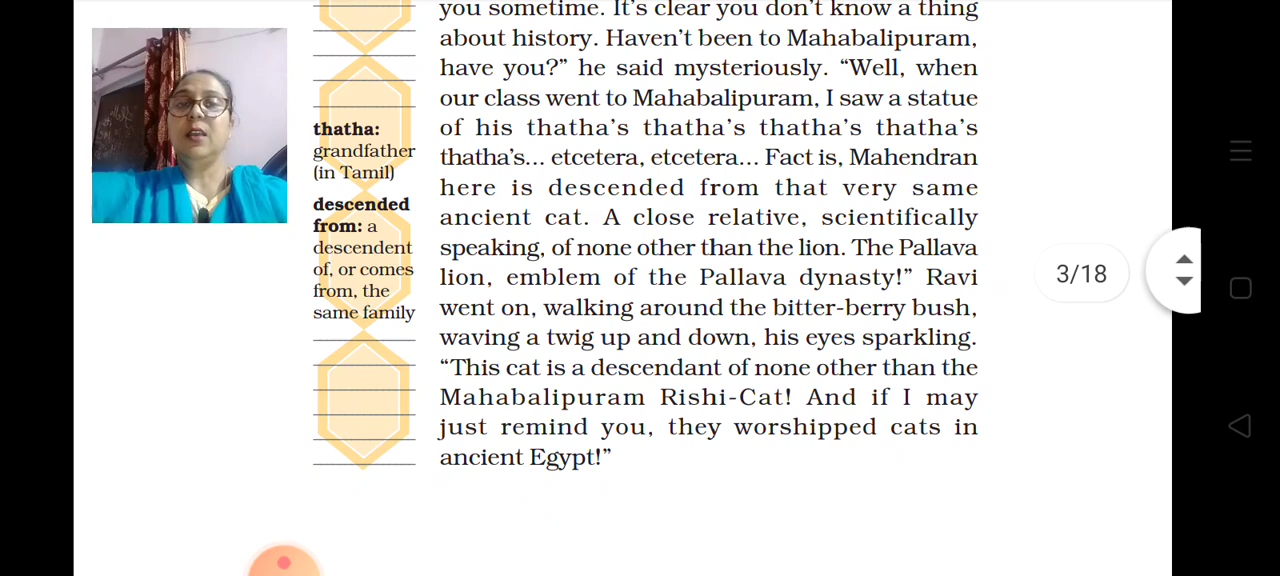 you sometime. It's clear you don't know a thing
about history. Haven't been to Mahabalipuram,
have you?" he said mysteriously. "Well, when
our class went to Mahabalipuram, I saw a statue
of his thatha's thatha's thatha's thatha's
thatha's... etcetera, etcetera... Fact is, Mahendran
here is descended from that very same
ancient cat. A close relative, scientifically
speaking, of none other than the lion. The Pallava
lion, emblem of the Pallava dynasty!" Ravi
went on, walking around the bitter-berry bush,
waving a twig up and down, his eyes sparkling.
"This cat is a descendant of none other than the
Mahabalipuram Rishi-Cat! And if I may
just remind you, they worshipped cats in
ancient Egypt!"
thatha:
grandfather
(in Tamil)
descended
from: a
descendent
of, or comes
from, the
same family
3/18